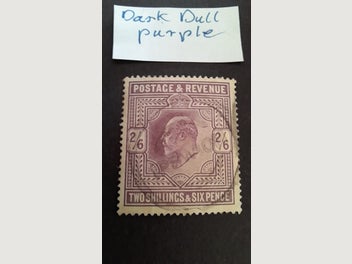 Dark Dull
purple
POSTAGE & REVENUE
2/6 2/6
TWO SHILLINGS & SIX PENCE